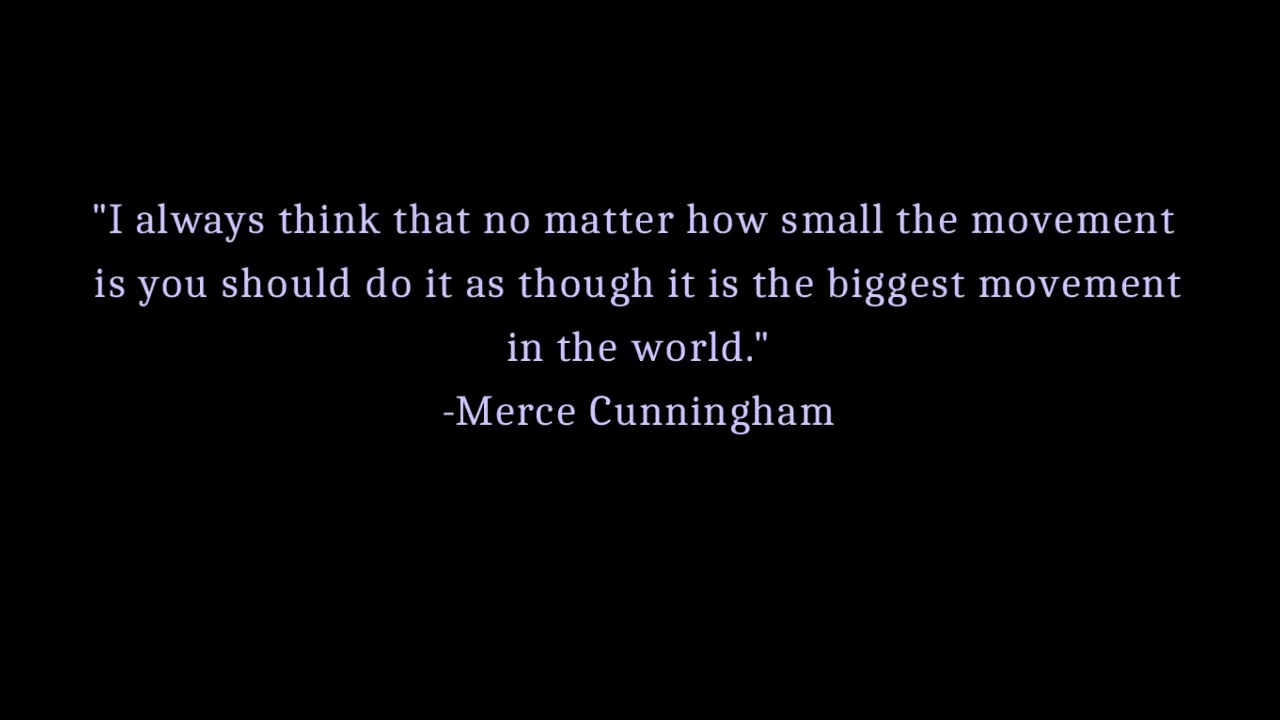 "I always think that no matter how small the movement
is you should do it as though it is the biggest movement
in the world."
-Merce Cunningham